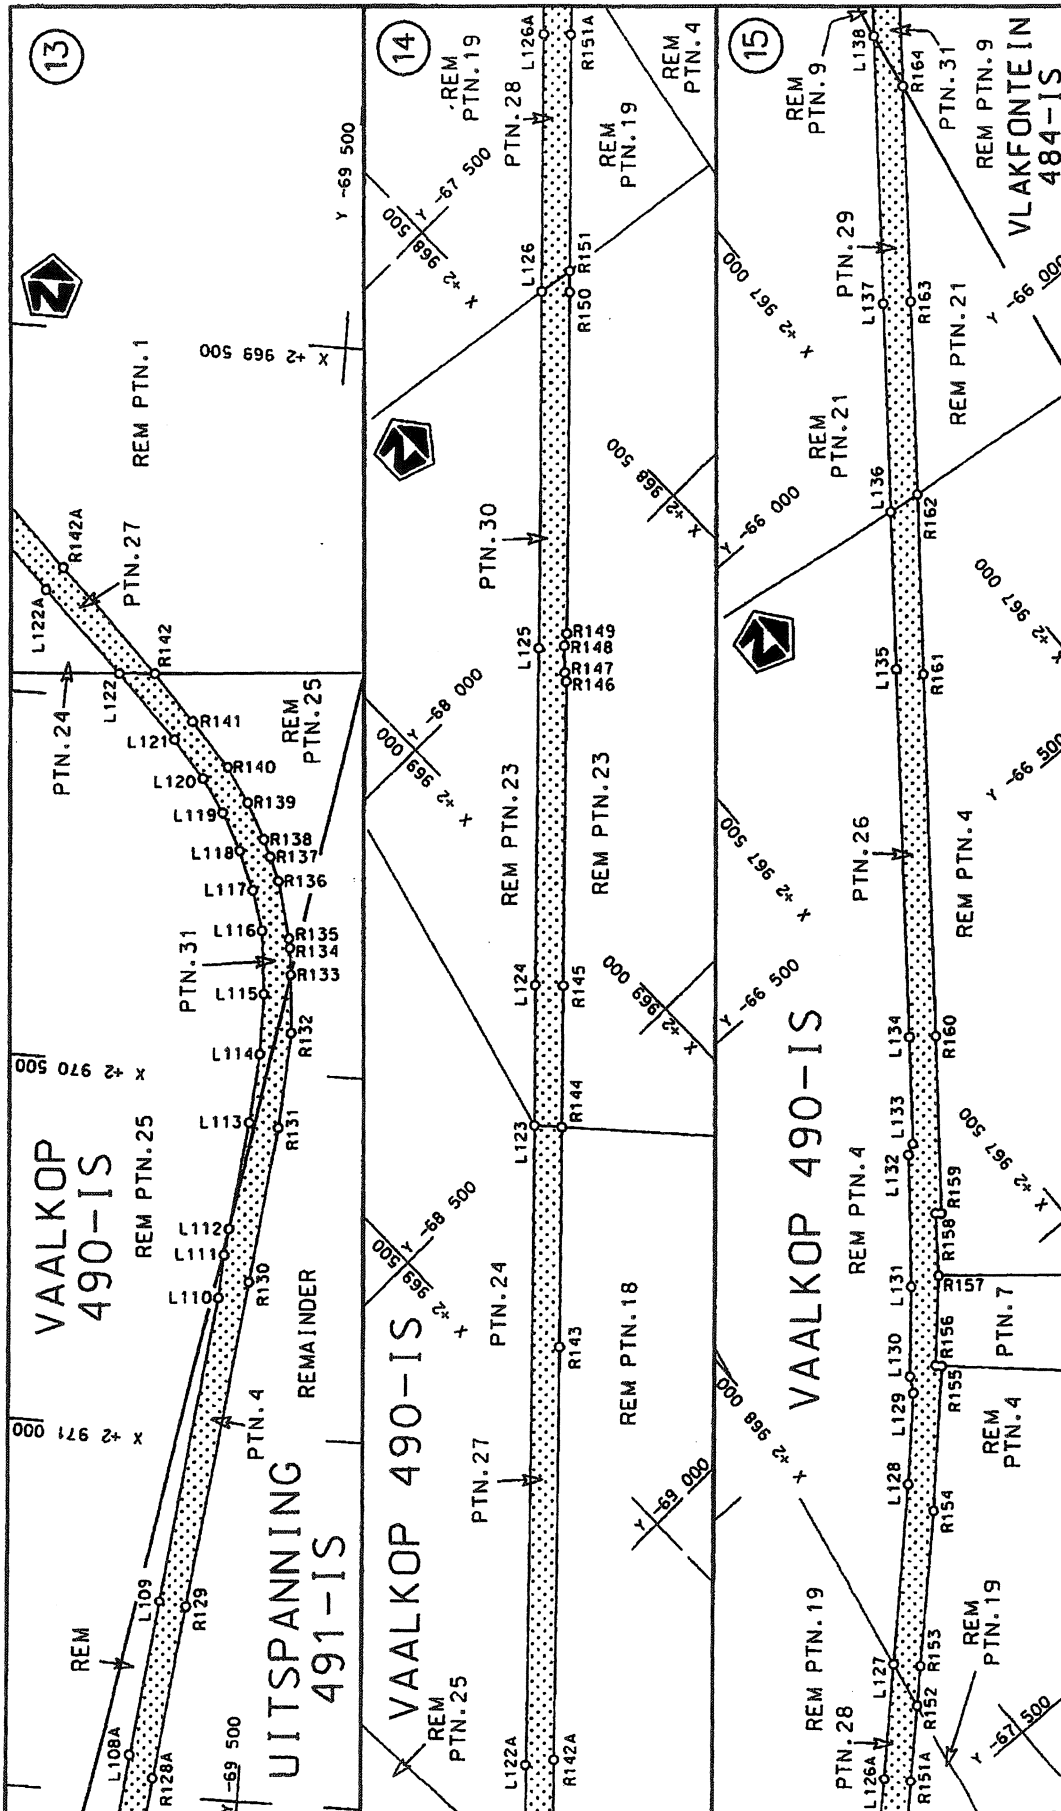 13
Y -69 500
X +2 969 500
REM PTN.1
R142A
PTN.27
L122A
R142
PTN.24
L122
REM
PTN.25
R141
L121
R140
L120
R139
L119
R138
R137
L118
R136
L117
R135
R134
L116
R133
PTN.31
L115
R132
L114
X +2 970 500
R131
L113
VAALKOP
490-IS
REM PTN.25
L112
L111
R130
L110
REMAINDER
X +2 971 000
PTN.4
UITSPANNING
491-IS
L109
R129
REM
L108A
R128A
Y -69 500
14
L126A
R151A
REM
PTN.19
PTN.28
REM
PTN.4
REM
PTN.19
Y -67 500
X +2 968 500
L126
R151
R150
X +2 968 500
PTN.30
L125
R149
R148
R147
R146
Y -68 000
X +2 969 000
REM PTN.23
REM PTN.23
L124
R145
X +2 969 000
L123
R144
Y -68 500
X +2 969 500
PTN.24
R143
REM PTN.18
VAALKOP 490-IS
PTN.27
Y -69 000
REM
PTN.25
L122A
R142A
15
REM
PTN.9
L138
R164
PTN.31
REM PTN.9
VLAKFONTEIN
484-IS
PTN.29
L137
R163
X +2 967 000
Y -66 000
REM
PTN.21
REM PTN.21
L136
R162
Y -66 000
X +2 967 000
L135
R161
Y -66 500
X +2 967 500
PTN.26
REM PTN.4
L134
R160
Y -66 500
VAALKOP 490-IS
L133
L132
X +2 967 500
REM PTN.4
R159
R158
L131
R157
L130
R156
PTN.7
L129
R155
X +2 968 000
REM
PTN.4
L128
R154
REM PTN.19
REM
PTN.19
L127
R153
R152
PTN.28
L126A
R151A
Y -67 500